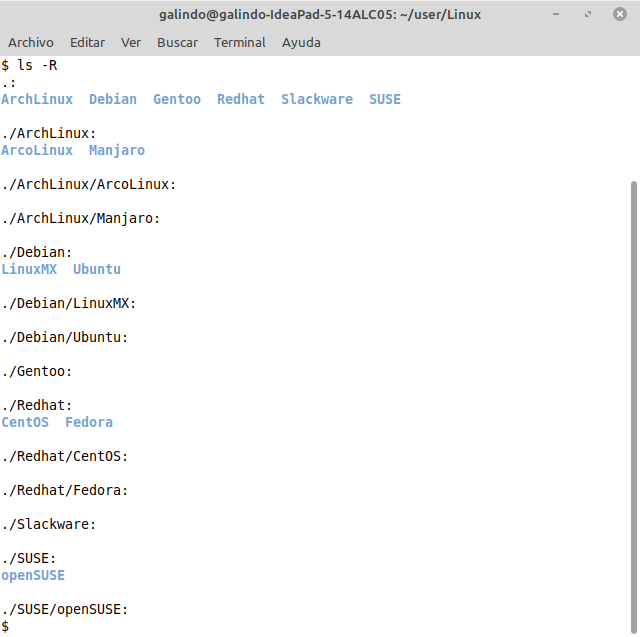 galindo@galindo-IdeaPad-5-14ALC05: ~/user/Linux
Archivo Editar Ver Buscar Terminal Ayuda
$ ls -R
.:
ArchLinux  Debian  Gentoo  Redhat  Slackware  SUSE

./ArchLinux:
ArcoLinux  Manjaro

./ArchLinux/ArcoLinux:

./ArchLinux/Manjaro:

./Debian:
LinuxMX  Ubuntu

./Debian/LinuxMX:

./Debian/Ubuntu:

./Gentoo:

./Redhat:
CentOS  Fedora

./Redhat/CentOS:

./Redhat/Fedora:

./Slackware:

./SUSE:
openSUSE

./SUSE/openSUSE:
$